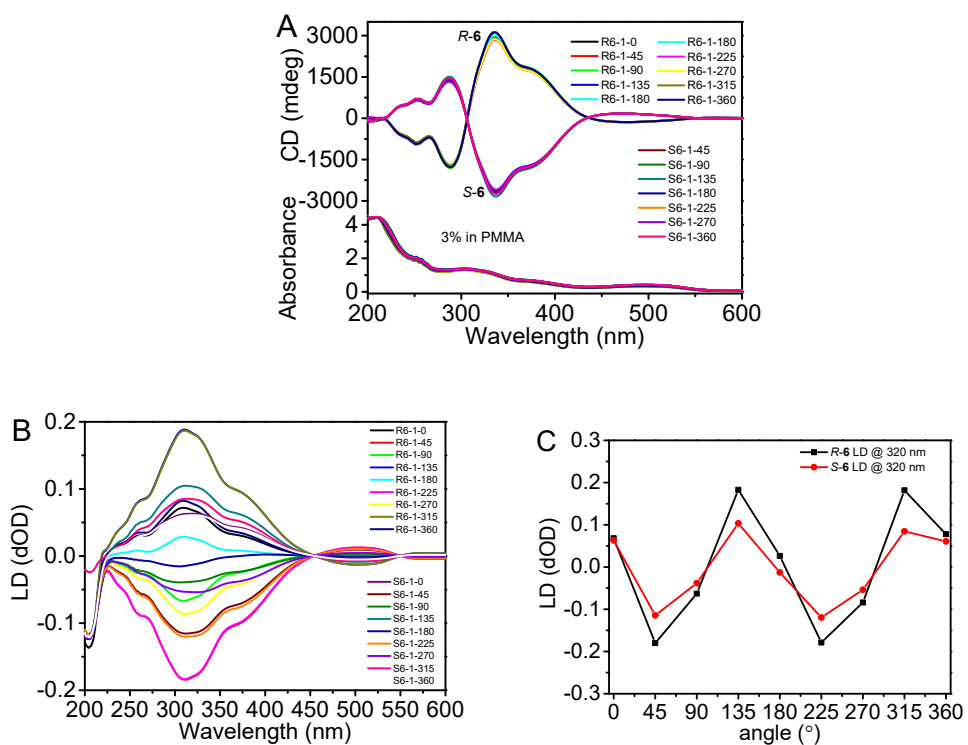 A
3000
1500
0
-1500
-3000
CD (mdeg)
R-6
S-6
R6-1-0
R6-1-45
R6-1-90
R6-1-135
R6-1-180
R6-1-180
R6-1-225
R6-1-270
R6-1-315
R6-1-360
S6-1-45
S6-1-90
S6-1-135
S6-1-180
S6-1-225
S6-1-270
S6-1-360
3% in PMMA
4
2
0
Absorbance
200 300 400 500 600
Wavelength (nm)
B
0.2
0.1
0.0
-0.1
-0.2
LD (dOD)
R6-1-0
R6-1-45
R6-1-90
R6-1-135
R6-1-180
R6-1-225
R6-1-270
R6-1-315
R6-1-360
S6-1-0
S6-1-45
S6-1-90
S6-1-135
S6-1-180
S6-1-225
S6-1-270
S6-1-315
S6-1-360
200 250 300 350 400 450 500 550 600
Wavelength (nm)
C
0.3
0.2
0.1
0.0
-0.1
-0.2
0.3
LD (dOD)
R-6 LD @ 320 nm
S-6 LD @ 320 nm
0 45 90 135 180 225 270 315 360
angle (°)